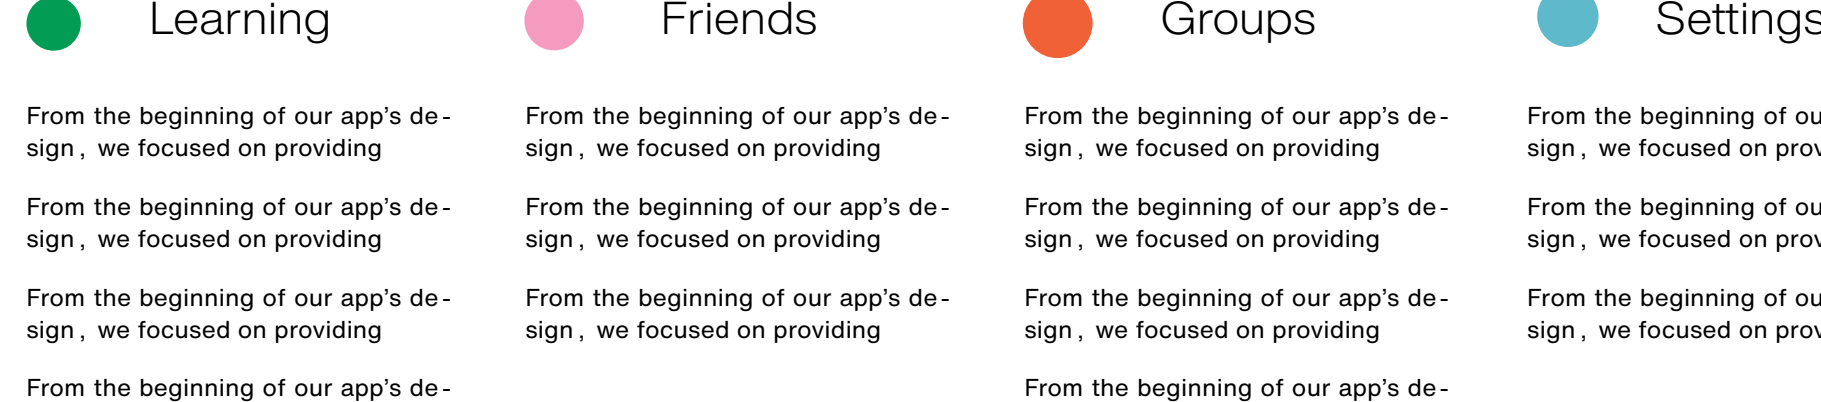 Learning
From the beginning of our app’s de-
sign, we focused on providing
From the beginning of our app’s de-
sign, we focused on providing
From the beginning of our app’s de-
sign, we focused on providing
From the beginning of our app’s de-
Friends
From the beginning of our app’s de-
sign, we focused on providing
From the beginning of our app’s de-
sign, we focused on providing
From the beginning of our app’s de-
sign, we focused on providing
Groups
From the beginning of our app’s de-
sign, we focused on providing
From the beginning of our app’s de-
sign, we focused on providing
From the beginning of our app’s de-
sign, we focused on providing
From the beginning of our app’s de-
Settings
From the beginning of
sign, we focused on
From the beginning of
sign, we focused on
From the beginning of
sign, we focused on